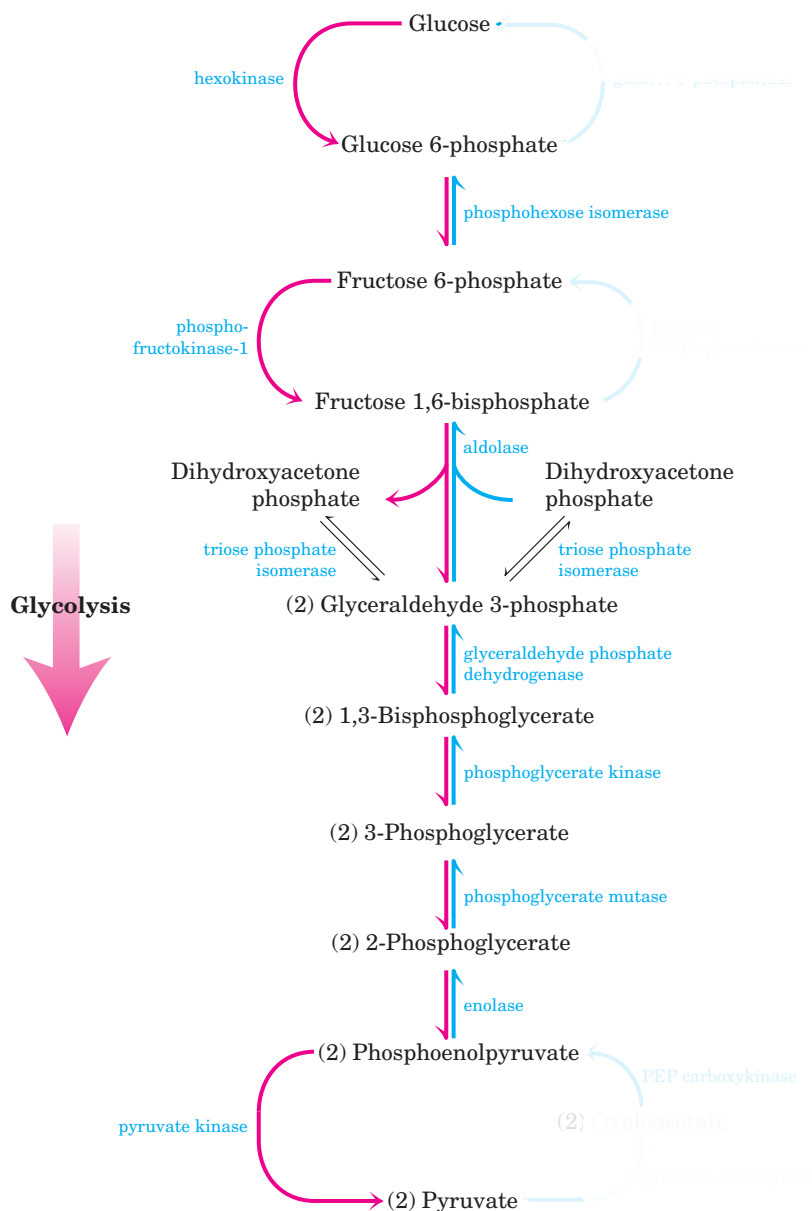 Glucose
hexokinase
Glucose 6-phosphate
phosphohexose isomerase
Fructose 6-phosphate
phospho-
fructokinase-1
Fructose 1,6-bisphosphate
aldolase
Dihydroxyacetone
phosphate
Dihydroxyacetone
phosphate
triose phosphate
isomerase
triose phosphate
isomerase
Glycolysis
(2) Glyceraldehyde 3-phosphate
glyceraldehyde phosphate
dehydrogenase
(2) 1,3-Bisphosphoglycerate
phosphoglycerate kinase
(2) 3-Phosphoglycerate
phosphoglycerate mutase
(2) 2-Phosphoglycerate
enolase
(2) Phosphoenolpyruvate
PEP carboxykinase
(2) Oxaloacetate
pyruvate kinase
(2) Pyruvate